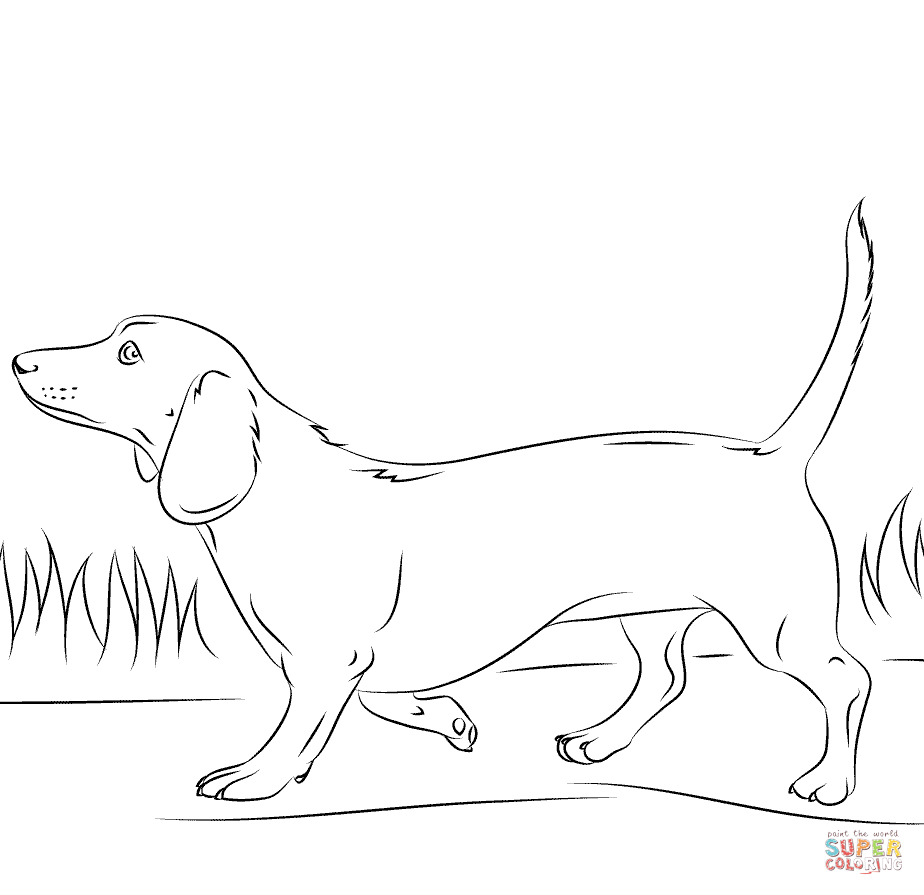 paint the world
SUPER
COLORING